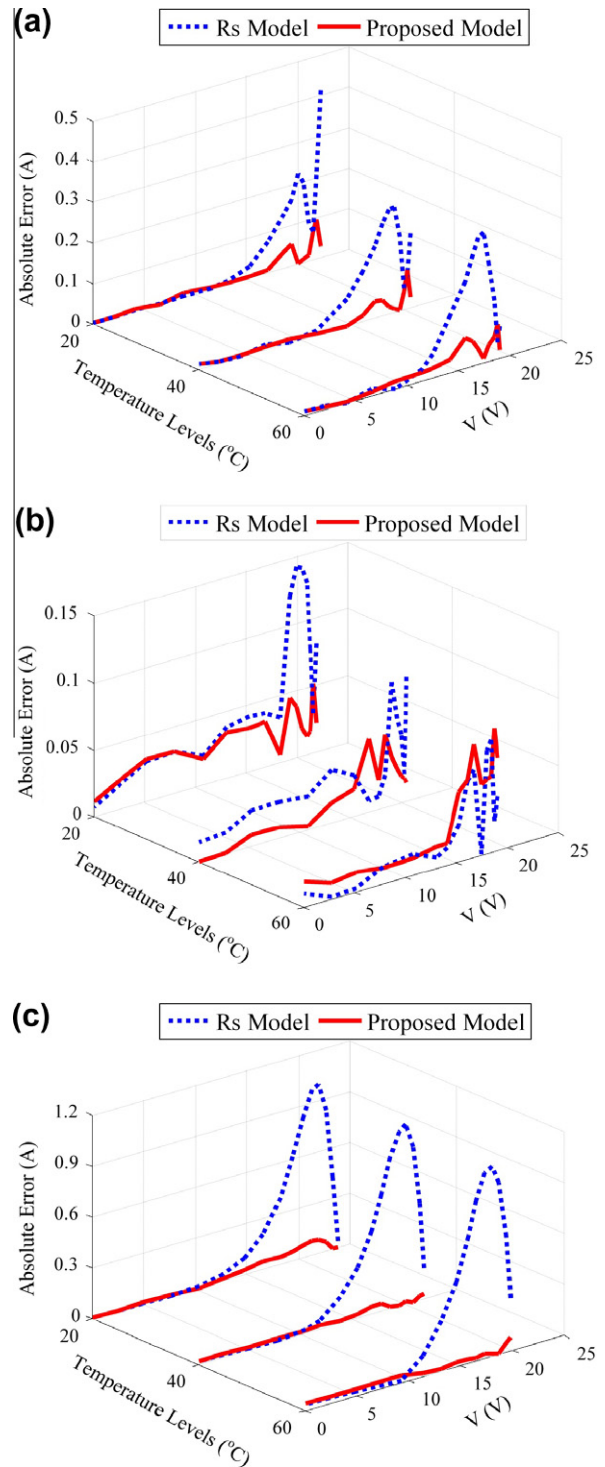 (a)
Rs Model Proposed Model
0.5
0.4
0.3
0.2
0.1
0
Absolute Error (A)
20
40
60
Temperature Levels (°C)
0
5
10
15
20
25
V (V)
(b)
Rs Model Proposed Model
0.15
0.1
0.05
0
Absolute Error (A)
20
40
60
Temperature Levels (°C)
0
5
10
15
20
25
V (V)
(c)
Rs Model Proposed Model
1.2
0.9
0.6
0.3
0
Absolute Error (A)
20
40
60
Temperature Levels (°C)
0
5
10
15
20
25
V (V)